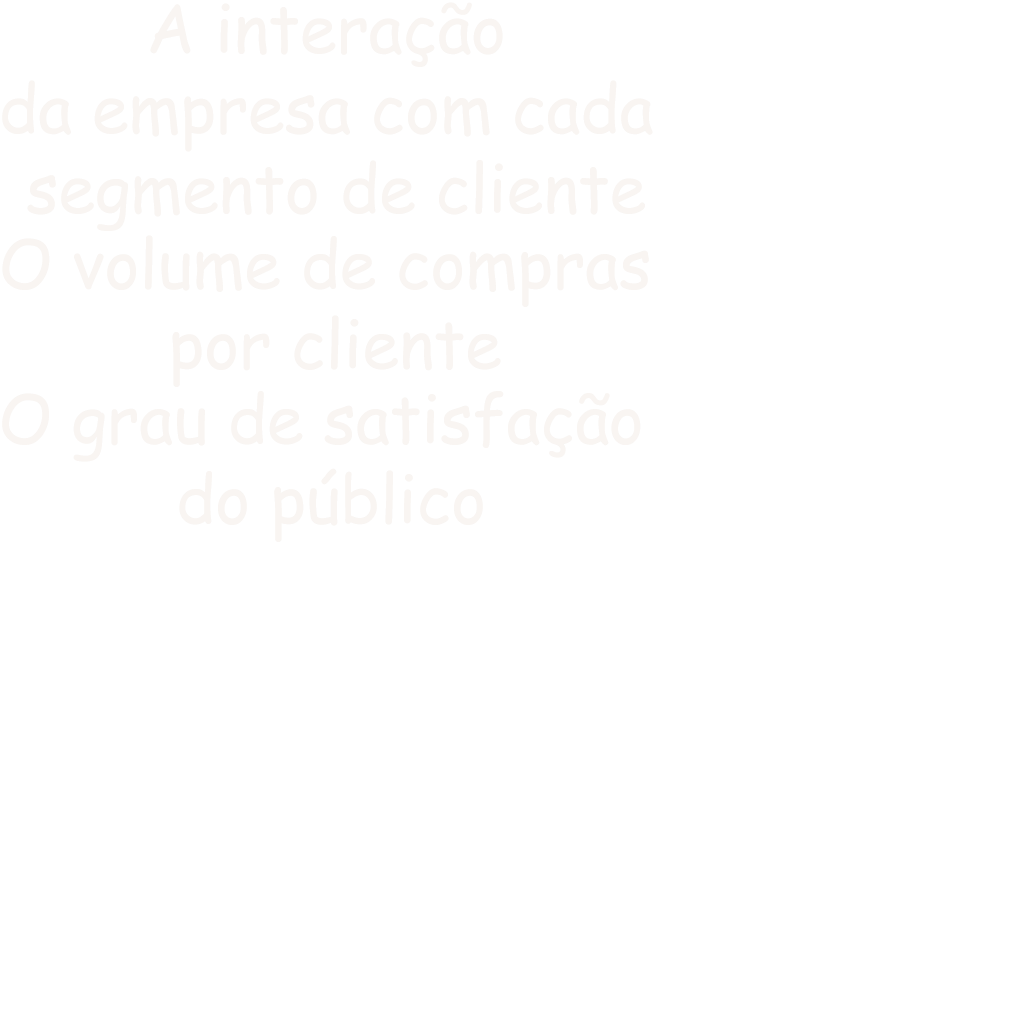 A interação
da empresa com cada
segmento de cliente
O volume de compras
por cliente
O grau de satisfação
do público